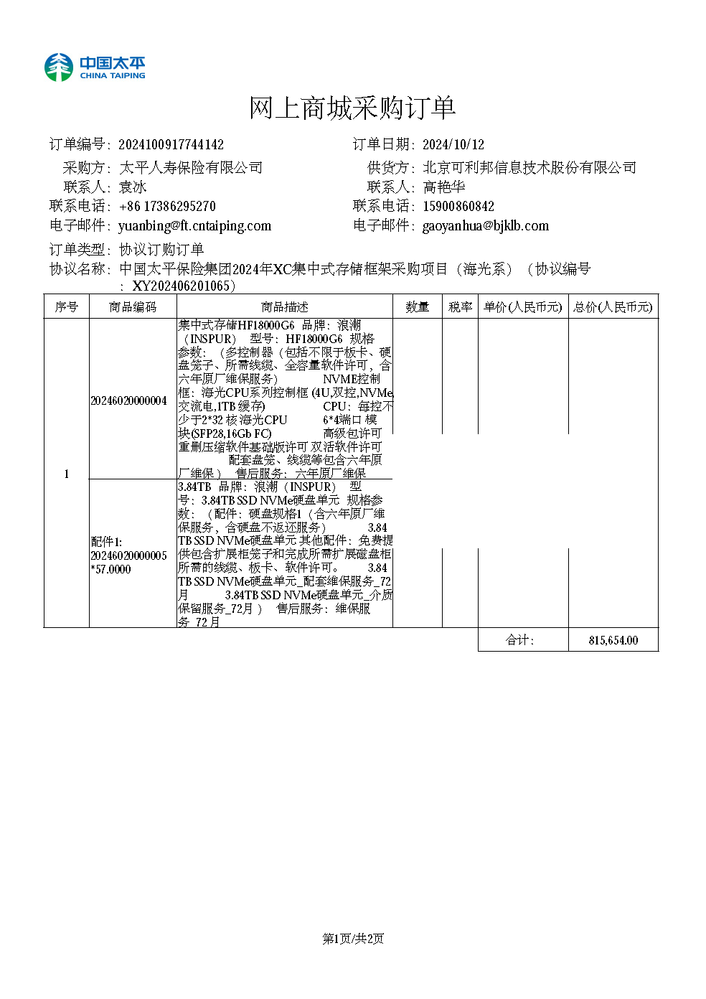 中国太平
CHINA TAIPING
网上商城采购订单
订单编号：2024100917744142 订单日期：2024/10/12
采购方：太平人寿保险有限公司 供货方：北京可利邦信息技术股份有限公司
联系人：袁冰 联系人：高艳华
联系电话：+86 17386295270 联系电话：15900860842
电子邮件：yuanbing@ft.cntaiping.com 电子邮件：gaoyanhua@bjklb.com
订单类型：协议订购订单
协议名称：中国太平保险集团2024年XC集中式存储框架采购项目（海光系）（协议编号
：XY202406201065）
序号 商品编码 商品描述 数量 税率 单价(人民币元) 总价(人民币元)
1
20246020000004
集中式存储HF18000G6 品牌：浪潮
（INSPUR） 型号：HF18000G6 规格
参数：（多控制器（包括不限于板卡、硬
盘笼子、所需线缆、全容量软件许可，含
六年原厂维保服务） NVME控制
框：海光CPU系列控制框 (4U,双控,NVMe,
交流电,1TB 缓存) CPU：每控不
少于2*32 核 海光CPU 6*4端口 模
块(SFP28,16Gb FC) 高级包许可
重删压缩软件基础版许可 双活软件许可
配套盘笼、线缆等包含六年原
厂维保 ） 售后服务：六年原厂维保
配件1:
20246020000005
*57.0000
3.84TB 品牌：浪潮（INSPUR） 型
号：3.84TB SSD NVMe硬盘单元 规格参
数：（配件：硬盘规格1（含六年原厂维
保服务，含硬盘不返还服务） 3.84
TB SSD NVMe硬盘单元 其他配件：免费提
供包含扩展柜笼子和完成所需扩展磁盘柜
所需的线缆、板卡、软件许可。 3.84
TB SSD NVMe硬盘单元_配套维保服务_72
月 3.84TB SSD NVMe硬盘单元_介质
保留服务_72月 ） 售后服务：维保服
务 72 月
合计： 815,654.00
第1页/共2页